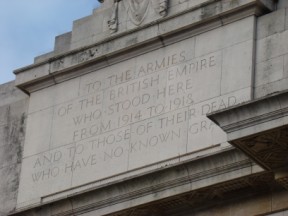 TO THE ARMIES
OF THE BRITISH EMPIRE
WHO STOOD HERE
FROM 1914 TO 1918
AND TO THOSE OF THEIR DEAD
WHO HAVE NO KNOWN GRA